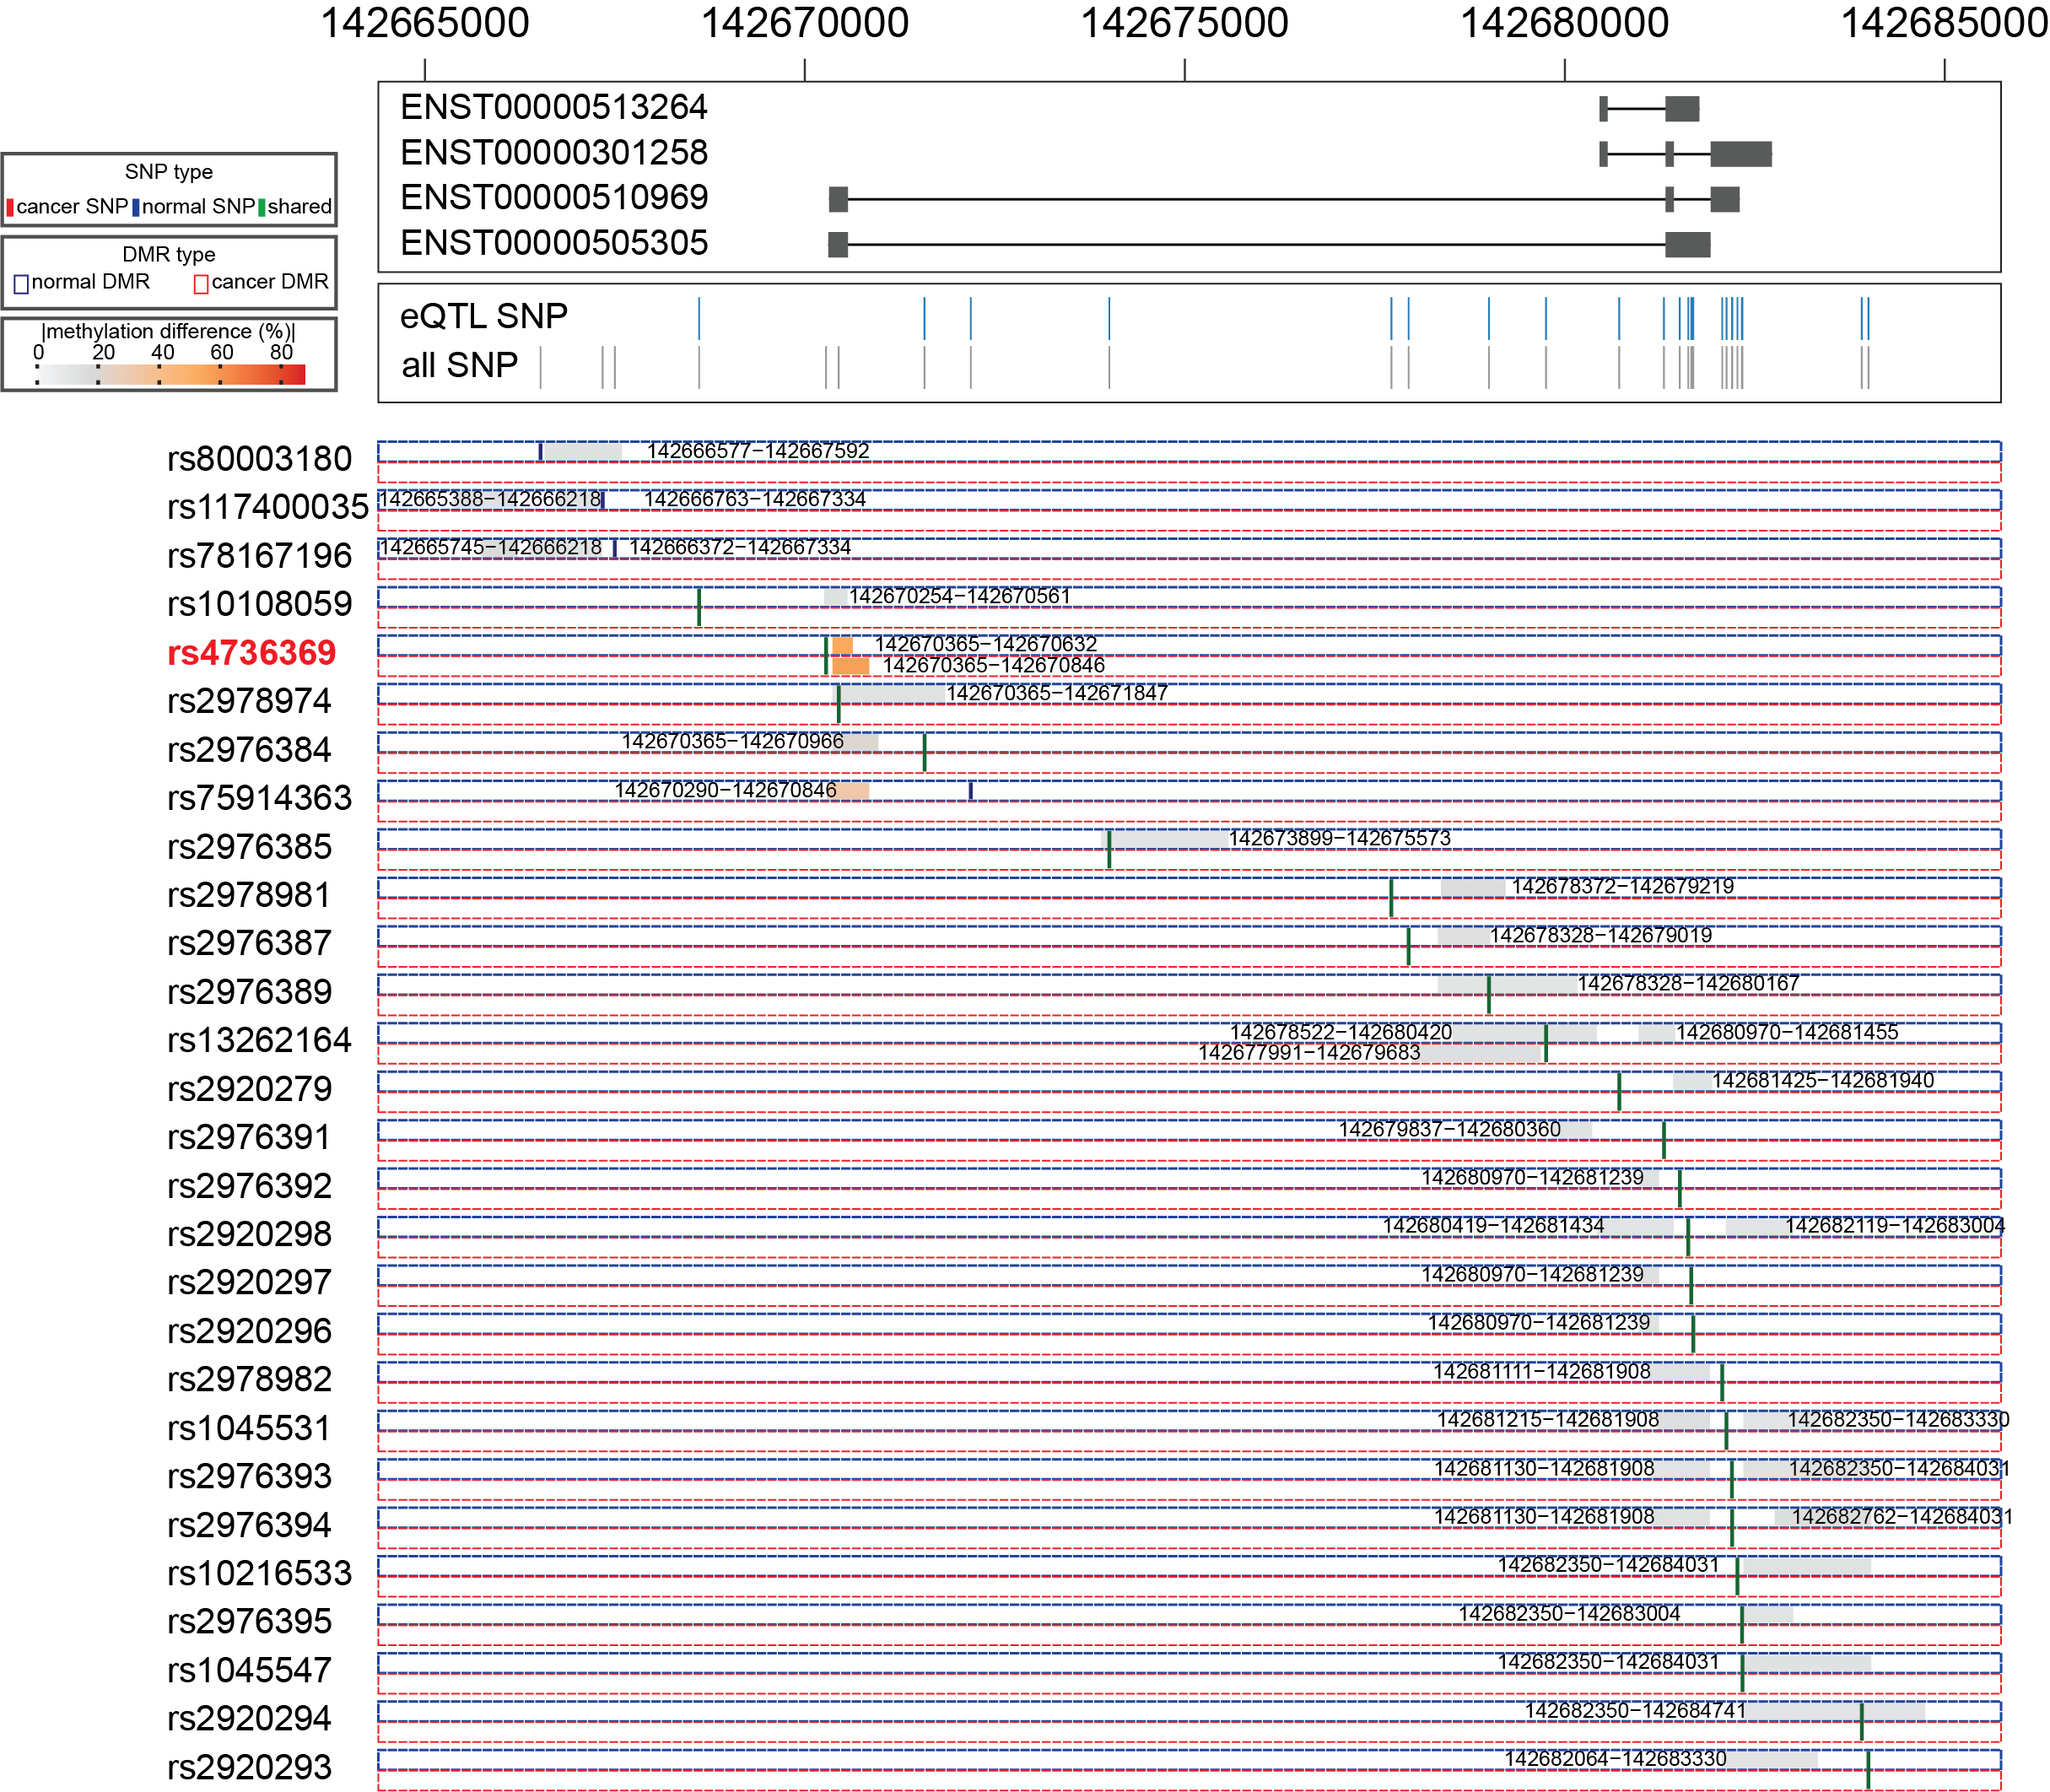 142665000 142670000 142675000 142680000 142685000
ENST00000513264
ENST00000301258
ENST00000510969
ENST00000505305
SNP type
cancer SNP normal SNP shared
DMR type
normal DMR cancer DMR
|methylation difference (%)|
0 20 40 60 80
eQTL SNP
all SNP
rs80003180 142666577−142667592
rs117400035 142665388−142666218 142666763−142667334
rs78167196 142665745−142666218 142666372−142667334
rs10108059 142670254−142670561
rs4736369 142670365−142670632
142670365−142670846
rs2978974 142670365−142671847
rs2976384 142670365−142670966
rs75914363 142670290−142670846
rs2976385 142673899−142675573
rs2978981 142678372−142679219
rs2976387 142678328−142679019
rs2976389 142678328−142680167
rs13262164 142678522−142680420 142680970−142681455
142677991−142679683
rs2920279 142681425−142681940
rs2976391 142679837−142680360
rs2976392 142680970−142681239
rs2920298 142680419−142681434 142682119−142683004
rs2920297 142680970−142681239
rs2920296 142680970−142681239
rs2978982 142681111−142681908
rs1045531 142681215−142681908 142682350−142683330
rs2976393 142681130−142681908 142682350−142684031
rs2976394 142681130−142681908 142682762−142684031
rs10216533 142682350−142684031
rs2976395 142682350−142683004
rs1045547 142682350−142684031
rs2920294 142682350−142684741
rs2920293 142682064−142683330